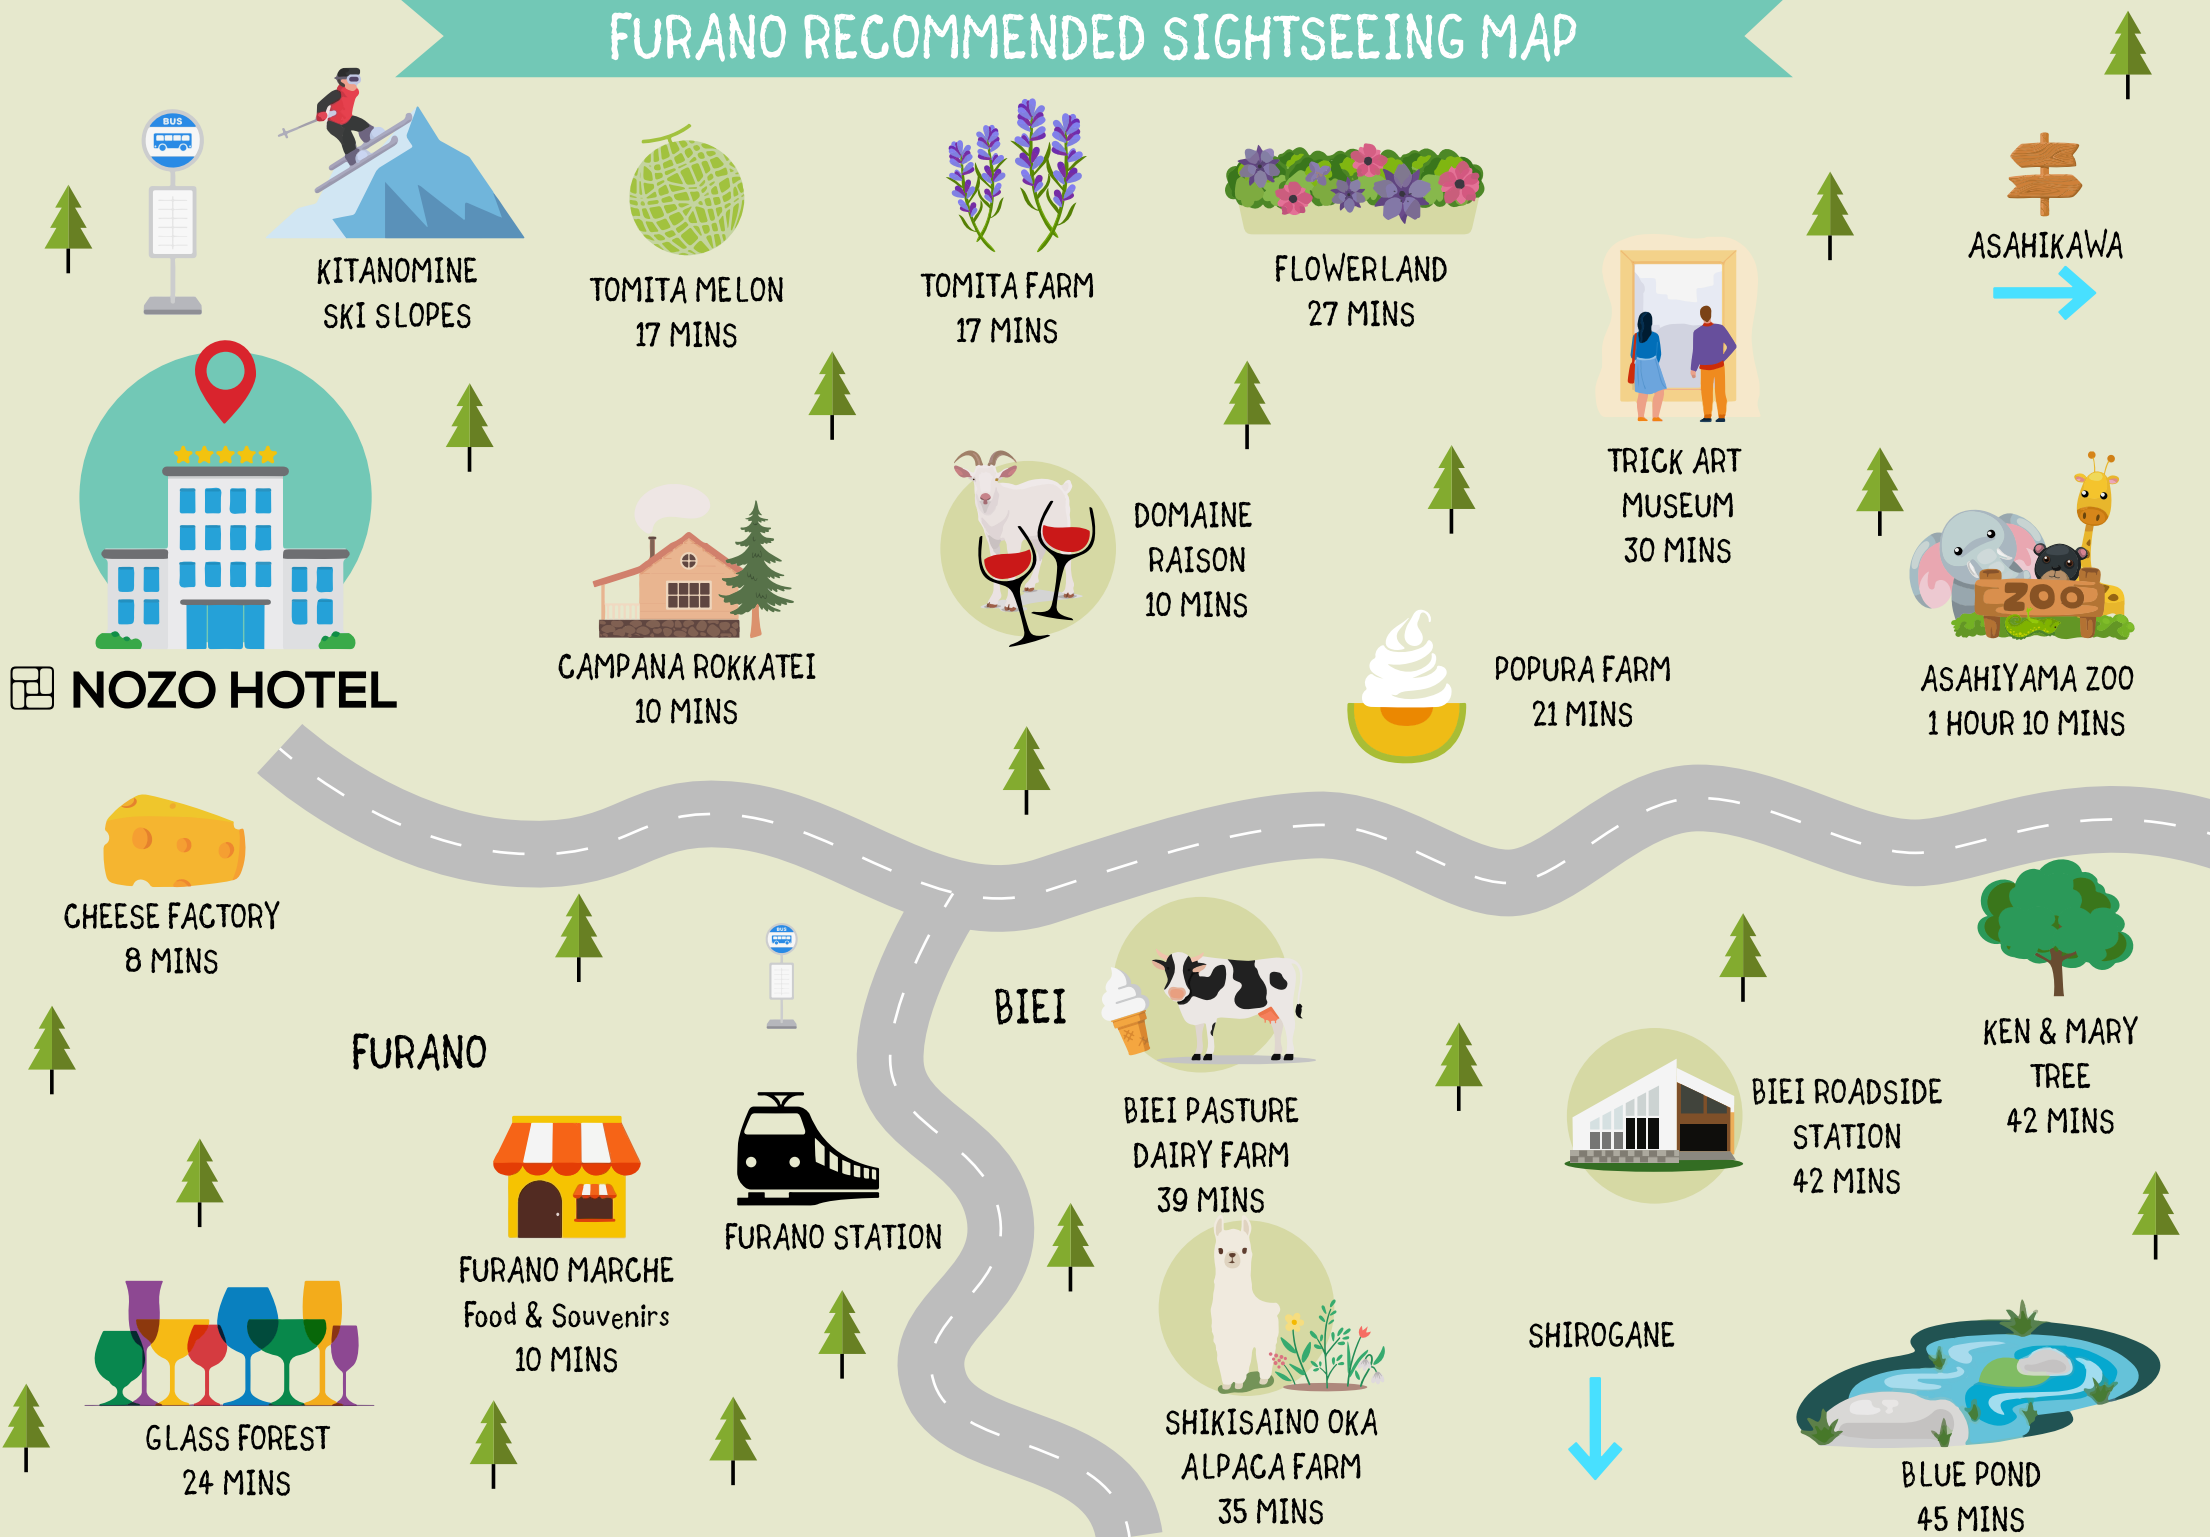 FURANO RECOMMENDED SIGHTSEEING MAP
BUS
KITANOMINE
SKI SLOPES
TOMITA MELON
17 MINS
TOMITA FARM
17 MINS
FLOWERLAND
27 MINS
ASAHIKAWA
TRICK ART
MUSEUM
30 MINS
NOZO HOTEL
CAMPANA ROKKATEI
10 MINS
DOMAINE
RAISON
10 MINS
POPURA FARM
21 MINS
ZOO
ASAHIYAMA ZOO
1 HOUR 10 MINS
CHEESE FACTORY
8 MINS
FURANO
BUS
BIEI
BIEI PASTURE
DAIRY FARM
39 MINS
BIEI ROADSIDE
STATION
42 MINS
KEN & MARY
TREE
42 MINS
FURANO STATION
FURANO MARCHE
Food & Souvenirs
10 MINS
GLASS FOREST
24 MINS
SHIKISAINO OKA
ALPACA FARM
35 MINS
SHIROGANE
BLUE POND
45 MINS